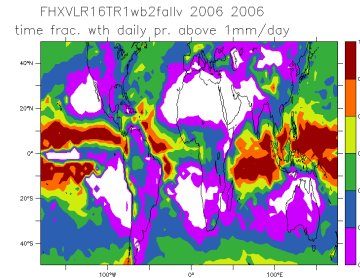 FHXVLR16TR1wb2fallv 2006 2006
time frac. wth daily pr. above 1mm/day
40°N
20°N
0°
20°S
40°S
100°W
0°
100°E